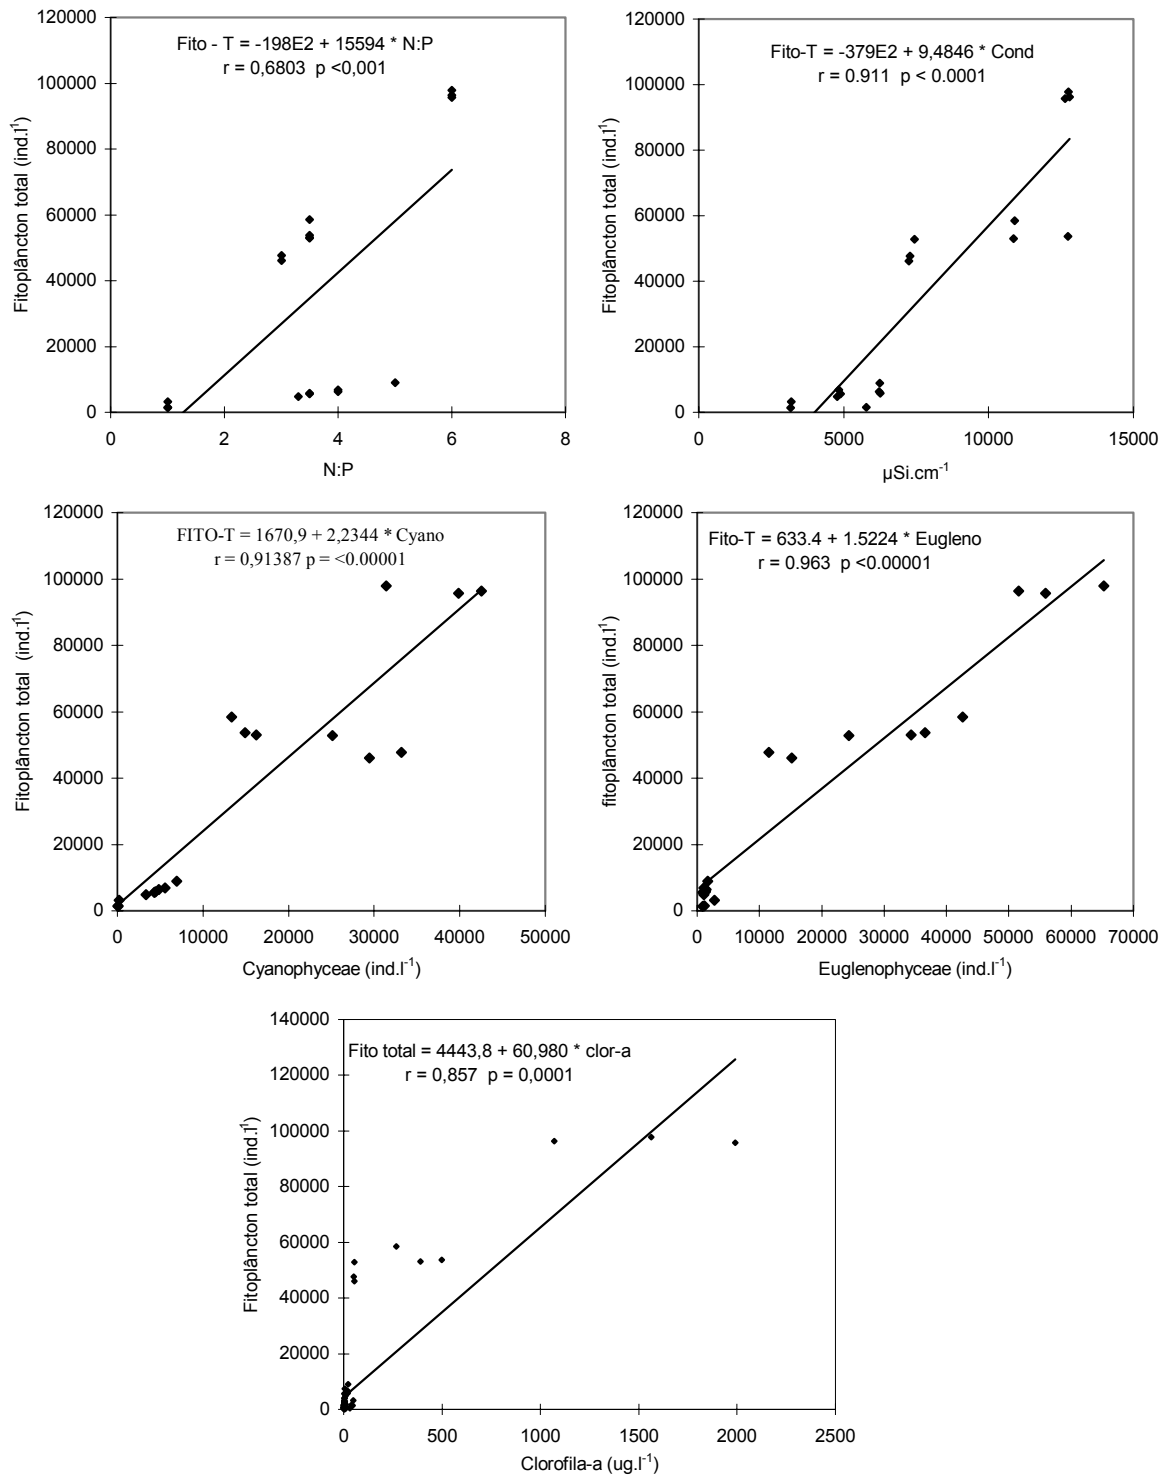 Fito - T = -198E2 + 15594 * N:P
r = 0,6803 p <0,001
Fitoplâncton total (ind.l¹)
120000
100000
80000
60000
40000
20000
0
0 2 4 6 8
N:P
Fito-T = -379E2 + 9,4846 * Cond
r = 0.911 p < 0.0001
Fitoplâncton total (ind.l¹)
120000
100000
80000
60000
40000
20000
0
0 5000 10000 15000
µSi.cm⁻¹
FITO-T = 1670,9 + 2,2344 * Cyano
r = 0,91387 p = <0.00001
Fitoplâncton total (ind.l¹)
120000
100000
80000
60000
40000
20000
0
0 10000 20000 30000 40000 50000
Cyanophyceae (ind.l⁻¹)
Fito-T = 633.4 + 1.5224 * Eugleno
r = 0.963 p <0.00001
fitoplâncton total (ind.l¹)
120000
100000
80000
60000
40000
20000
0
0 10000 20000 30000 40000 50000 60000 70000
Euglenophyceae (ind.l⁻¹)
Fito total = 4443,8 + 60,980 * clor-a
r = 0,857 p = 0,0001
Fitoplâncton total (ind.l¹)
140000
120000
100000
80000
60000
40000
20000
0
0 500 1000 1500 2000 2500
Clorofila-a (ug.l⁻¹)